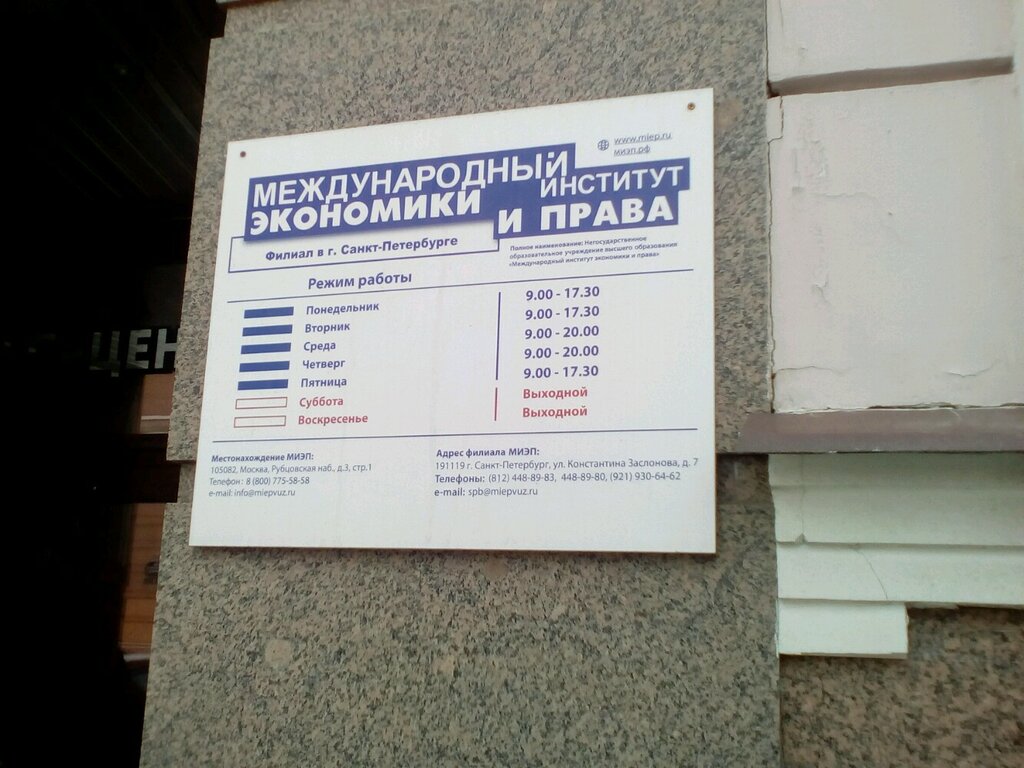 www.miep.ru
миэп.рф
МЕЖДУНАРОДНЫЙ
ИНСТИТУТ
ЭКОНОМИКИ
И ПРАВА
Филиал в г. Санкт-Петербурге
Полное наименование: Негосударственное
образовательное учреждение высшего образования
«Международный институт экономики и права»
Режим работы
Понедельник 9.00 - 17.30
Вторник 9.00 - 17.30
Среда 9.00 - 20.00
Четверг 9.00 - 20.00
Пятница 9.00 - 17.30
Суббота Выходной
Воскресенье Выходной
Местонахождение МИЭП:
105082, Москва, Рубцовская наб., д.3, стр.1
Телефон: 8 (800) 775-58-58
e-mail: info@miepvuz.ru
Адрес филиала МИЭП:
191119 г. Санкт-Петербург, ул. Константина Заслонова, д. 7
Телефоны: (812) 448-89-83, 448-89-80, (921) 930-64-62
e-mail: spb@miepvuz.ru